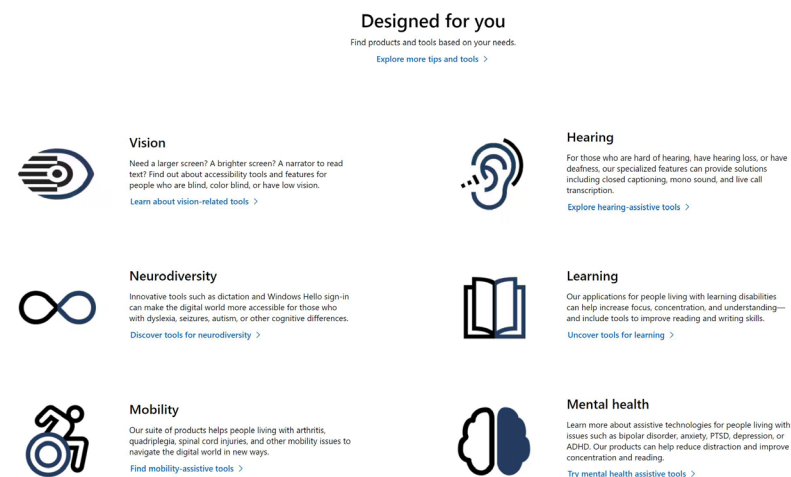 Designed for you
Find products and tools based on your needs.
Explore more tips and tools >
Vision
Need a larger screen? A brighter screen? A narrator to read
text? Find out about accessibility tools and features for
people who are blind, color blind, or have low vision.
Learn about vision-related tools >
Hearing
For those who are hard of hearing, have hearing loss, or have
deafness, our specialized features can provide solutions
including closed captioning, mono sound, and live call
transcription.
Explore hearing-assistive tools >
Neurodiversity
Innovative tools such as dictation and Windows Hello sign-in
can make the digital world more accessible for those who
with dyslexia, seizures, autism, or other cognitive differences.
Discover tools for neurodiversity >
Learning
Our applications for people living with learning disabilities
can help increase focus, concentration, and understanding—
and include tools to improve reading and writing skills.
Uncover tools for learning >
Mobility
Our suite of products helps people living with arthritis,
quadriplegia, spinal cord injuries, and other mobility issues to
navigate the digital world in new ways.
Find mobility-assistive tools >
Mental health
Learn more about assistive technologies for people living with
issues such as bipolar disorder, anxiety, PTSD, depression, or
ADHD. Our products can help reduce distraction and improve
concentration and reading.
Try mental health assistive tools >